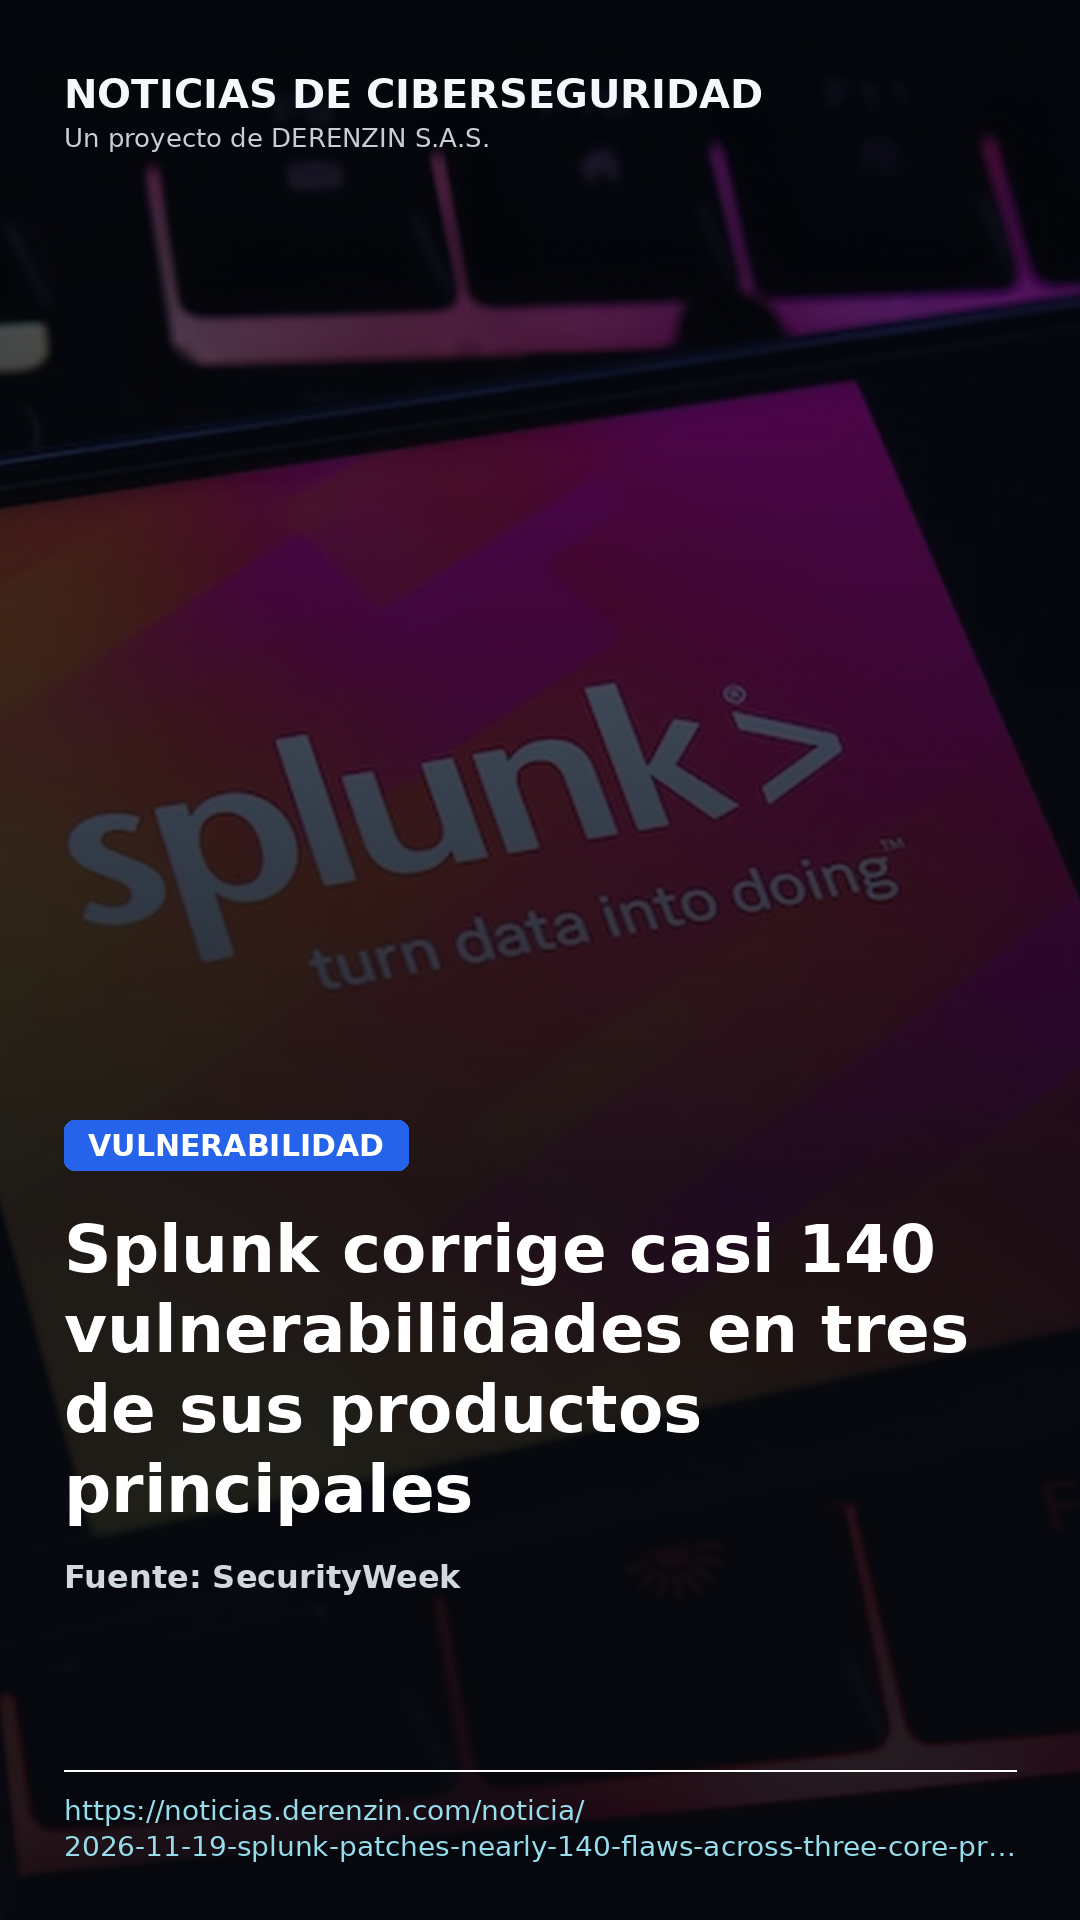 NOTICIAS DE CIBERSEGURIDAD
Un proyecto de DERENZIN S.A.S.
splunk>®
turn data into doing™
VULNERABILIDAD
Splunk corrige casi 140
vulnerabilidades en tres
de sus productos
principales
Fuente: SecurityWeek
https://noticias.derenzin.com/noticia/
2026-11-19-splunk-patches-nearly-140-flaws-across-three-core-pr…